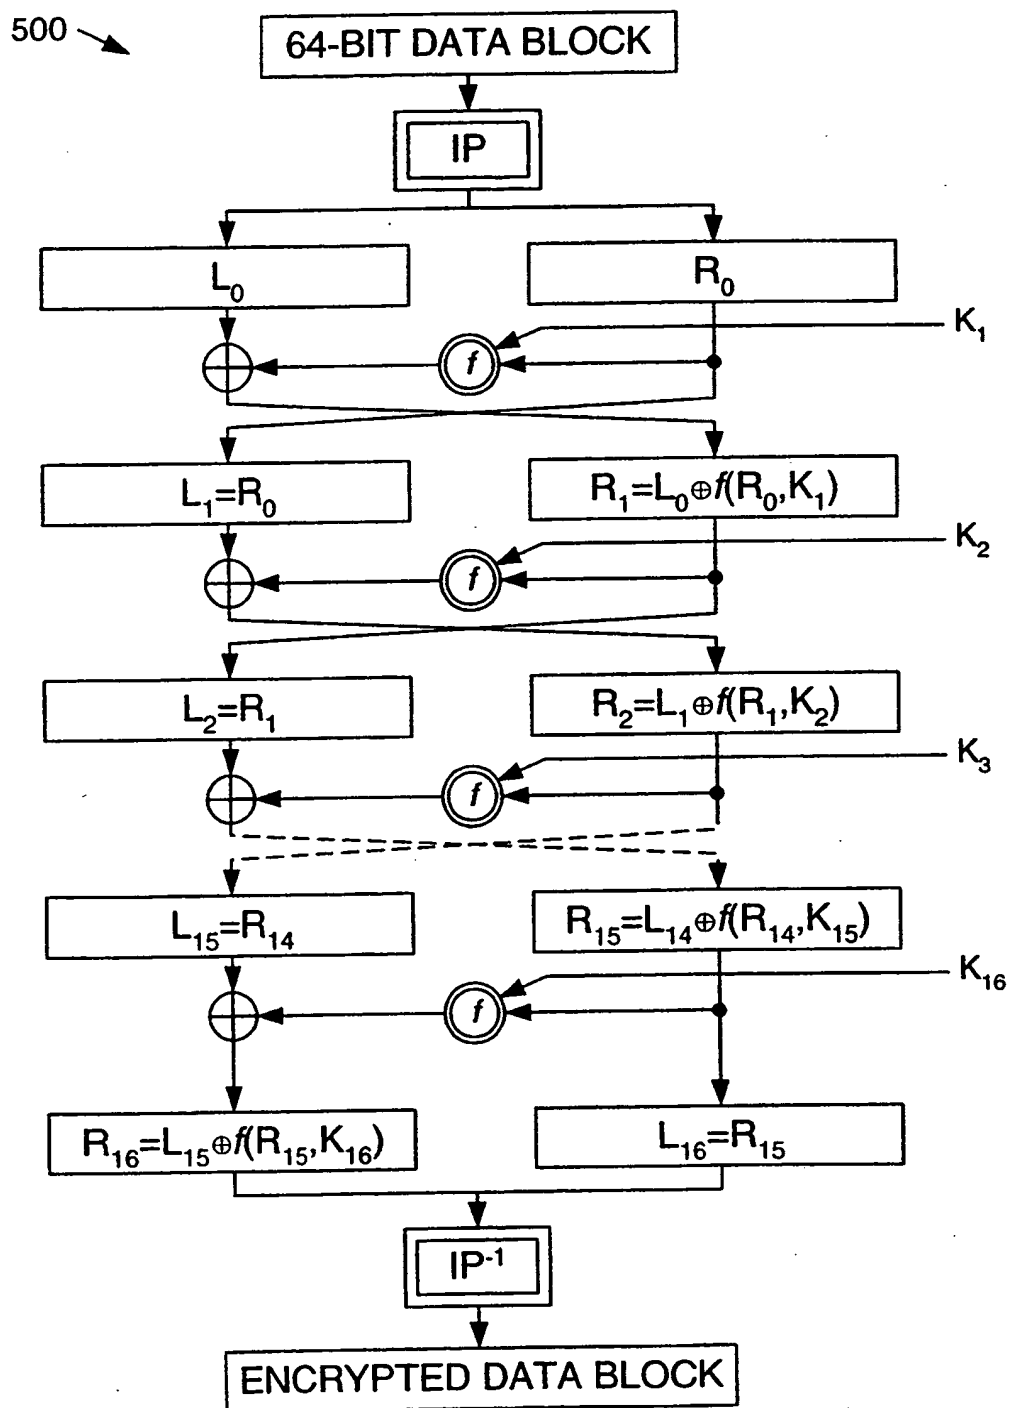 500
64-BIT DATA BLOCK
IP
L₀
R₀
K₁
f
L₁=R₀
R₁=L₀⊕f(R₀,K₁)
K₂
f
L₂=R₁
R₂=L₁⊕f(R₁,K₂)
K₃
f
L₁₅=R₁₄
R₁₅=L₁₄⊕f(R₁₄,K₁₅)
K₁₆
f
R₁₆=L₁₅⊕f(R₁₅,K₁₆)
L₁₆=R₁₅
IP⁻¹
ENCRYPTED DATA BLOCK